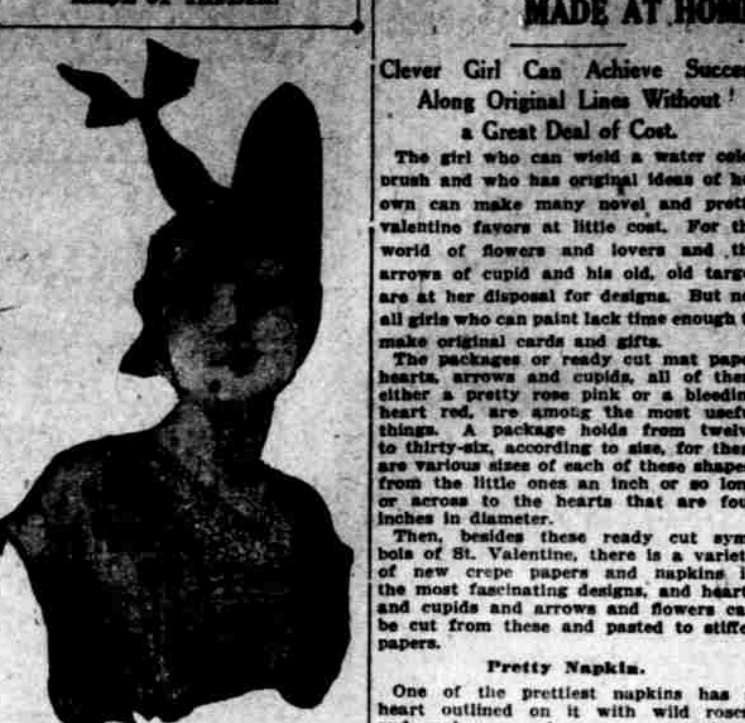 MADE AT HOME
Clever Girl Can Achieve Succes
Along Original Lines Without
a Great Deal of Cost.
The girl who can wield a water colo
brush and who has original ideas of he
own can make many novel and prett
valentine favors at little cost. For th
world of flowers and lovers and th
arrows of cupid and his old, old targe
are at her disposal for designs. But no
all girls who can paint lack time enough t
make original cards and gifts.
The packages or ready cut mat pape
hearts, arrows and cupids, all of them
either a pretty rose pink or a bleedin
heart red, are among the most usefu
things. A package holds from twelv
to thirty-six, according to size, for ther
are various sizes of each of these shapes
from the little ones an inch or so lon
or across to the hearts that are fou
inches in diameter.
Then, besides these ready cut sym
bols of St. Valentine, there is a variet
of new crepe papers and napkins i
the most fascinating designs, and heart
and cupids and arrows and flowers ca
be cut from these and pasted to stiffe
papers.
Pretty Napkin.
One of the prettiest napkins has
heart outlined on it with wild rose